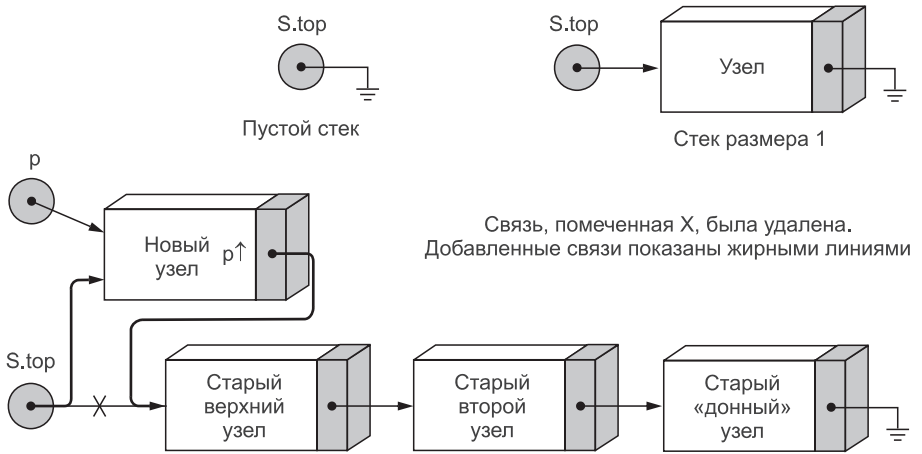 S.top
Пустой стек
S.top
Узел
Стек размера 1
p
Новый
узел
p↑
Связь, помеченная X, была удалена.
Добавленные связи показаны жирными линиями
S.top
Старый
верхний
узел
Старый
второй
узел
Старый
«донный»
узел